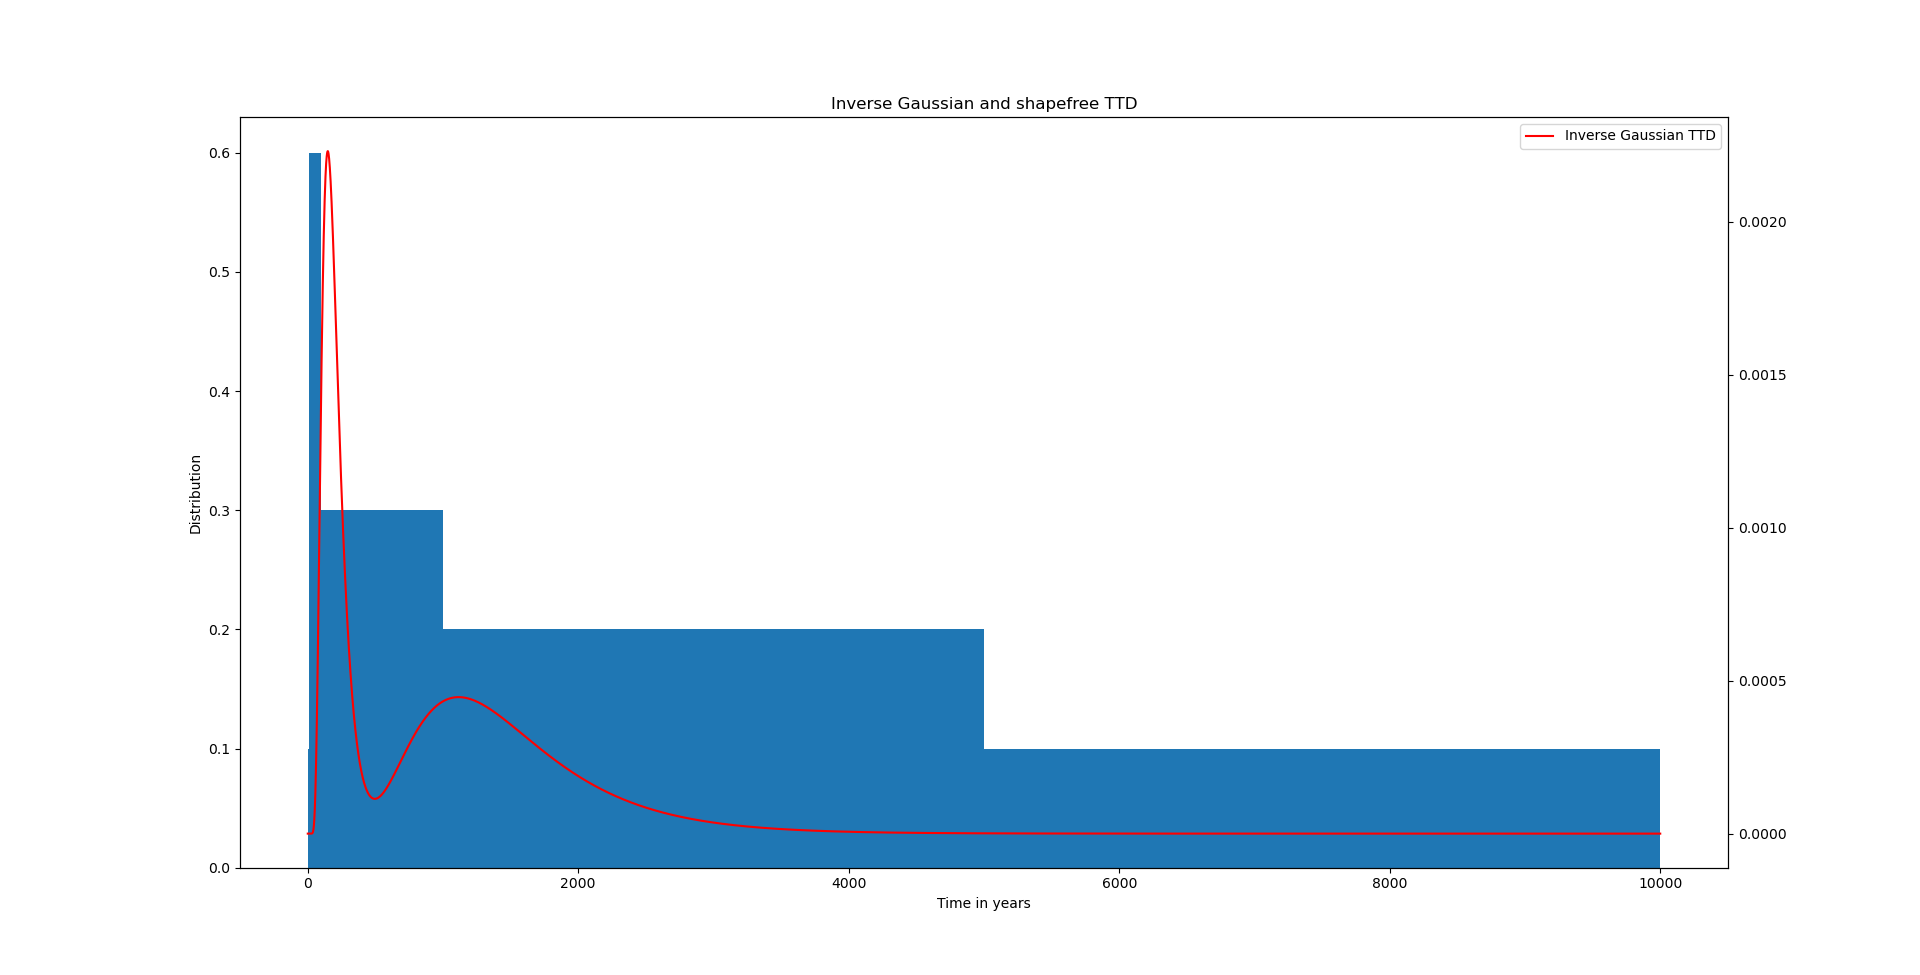 Inverse Gaussian and shapefree TTD
Inverse Gaussian TTD
Distribution
0.6
0.5
0.4
0.3
0.2
0.1
0.0
0.0020
0.0015
0.0010
0.0005
0.0000
0 2000 4000 6000 8000 10000
Time in years